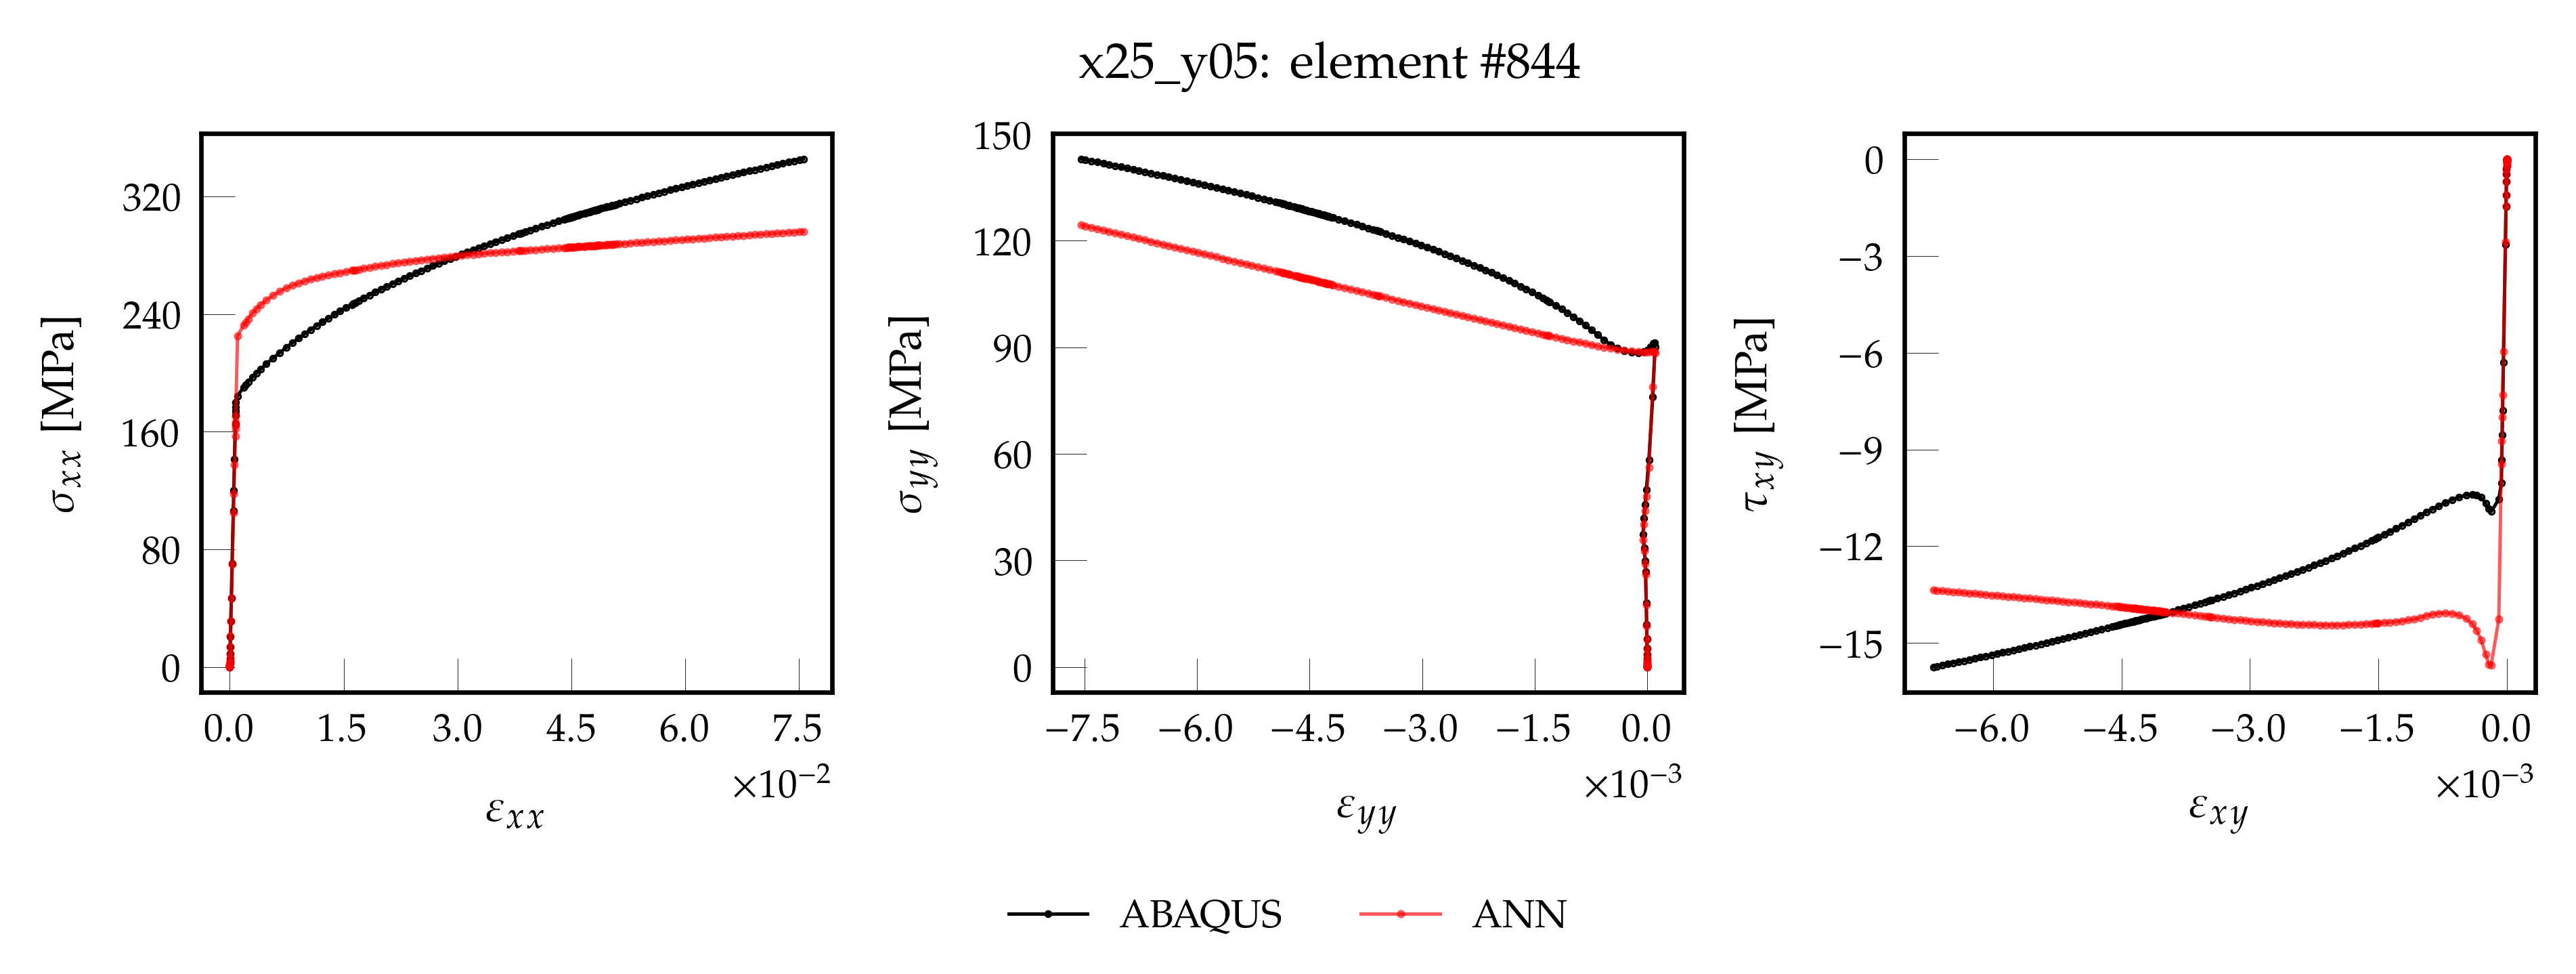 x25_y05: element #844
σxx [MPa]
320
240
160
80
0
0.0 1.5 3.0 4.5 6.0 7.5
×10−2
εxx
σyy [MPa]
150
120
90
60
30
0
−7.5 −6.0 −4.5 −3.0 −1.5 0.0
×10−3
εyy
τxy [MPa]
0
−3
−6
−9
−12
−15
−6.0 −4.5 −3.0 −1.5 0.0
×10−3
εxy
ABAQUS ANN